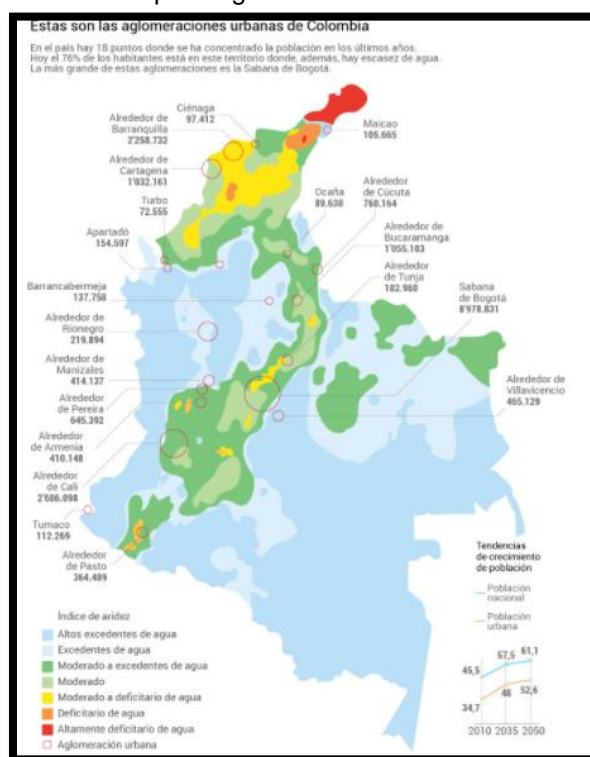 Estas son las aglomeraciones urbanas de Colombia
En el país hay 18 puntos donde se ha concentrado la población en los últimos años.
Hoy el 76% de los habitantes está en este territorio donde, además, hay escasez de agua.
La más grande de estas aglomeraciones es la Sabana de Bogotá.
Ciénaga
97.412
Alrededor de
Barranquilla
2'258.732
Maicao
105.665
Alrededor de
Cartagena
1'032.161
Ocaña
89.638
Alrededor
de Cúcuta
760.164
Turbo
72.555
Apartadó
154.597
Alrededor de
Bucaramanga
1'055.103
Alrededor
de Tunja
182.960
Sabana
de Bogotá
8'978.831
Barrancabermeja
137.758
Alrededor de
Rionegro
219.894
Alrededor de
Manizales
414.137
Alrededor de
Villavicencio
465.129
Alrededor
de Pereira
645.392
Alrededor
de Armenia
410.148
Alrededor
de Cali
2'686.098
Tumaco
112.269
Alrededor
de Pasto
364.489
Tendencias
de crecimiento
de población
Población
nacional
Población
urbana
57,5 61,1
45,5
48 52,6
34,7
2010 2035 2050
Índice de aridez
Altos excedentes de agua
Excedentes de agua
Moderado a excedentes de agua
Moderado
Moderado a deficitario de agua
Deficitario de agua
Altamente deficitario de agua
Aglomeración urbana